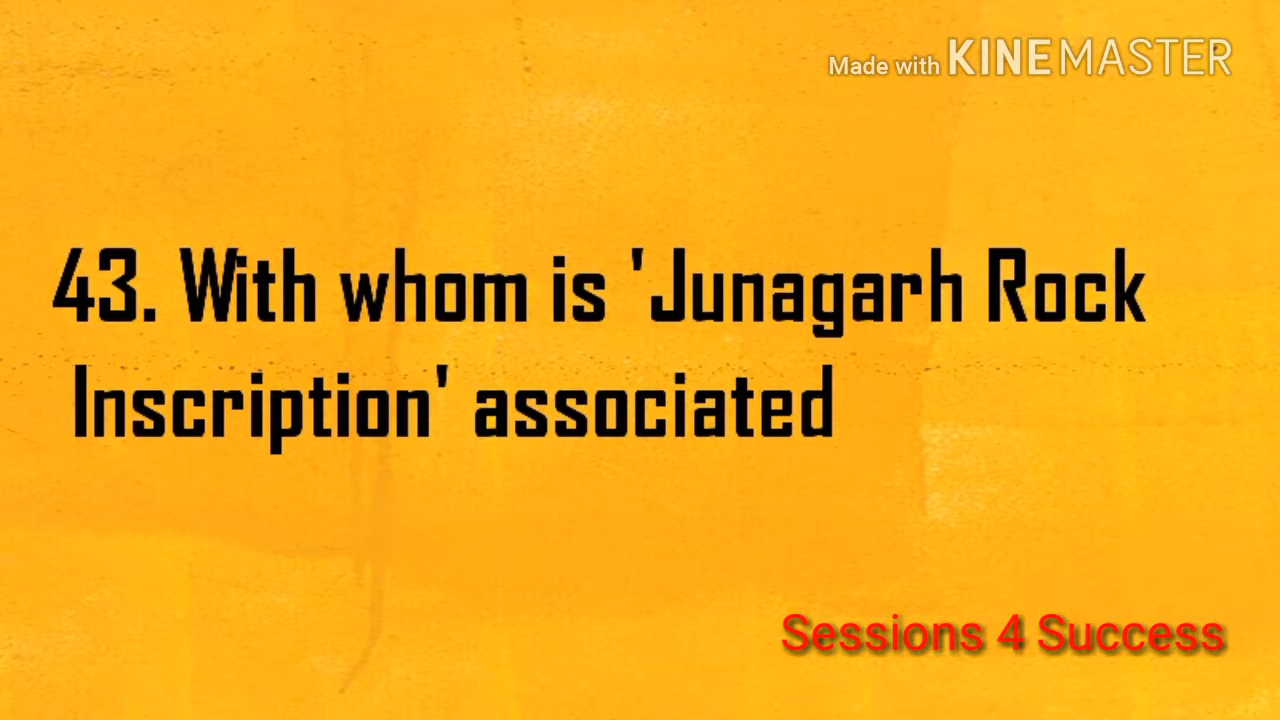 Made with KINEMASTER
43. With whom is 'Junagarh Rock
Inscription' associated
Sessions 4 Success